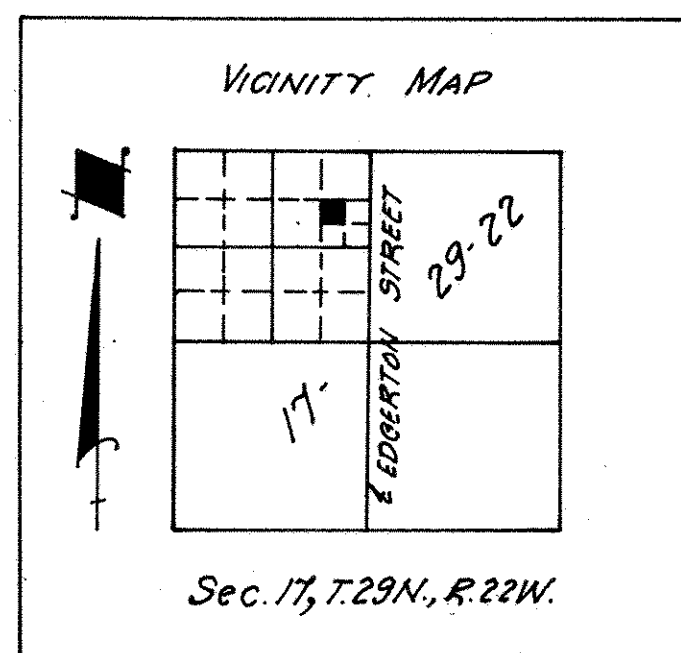 VICINITY MAP
29-22
℄ EDGERTON STREET
17-
Sec. 17, T.29N., R.22W.